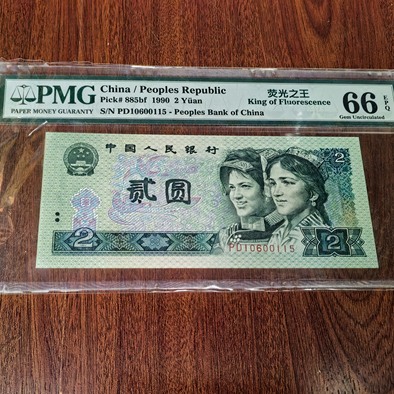 PMG
PAPER MONEY GUARANTY
China / Peoples Republic
Pick# 885bf 1990 2 Yüan
S/N PD10600115 - Peoples Bank of China
荧光之王
King of Fluorescence
66 EPQ
Gem Uncirculated
中国人民银行
2
贰圆
PD10600115
2
2